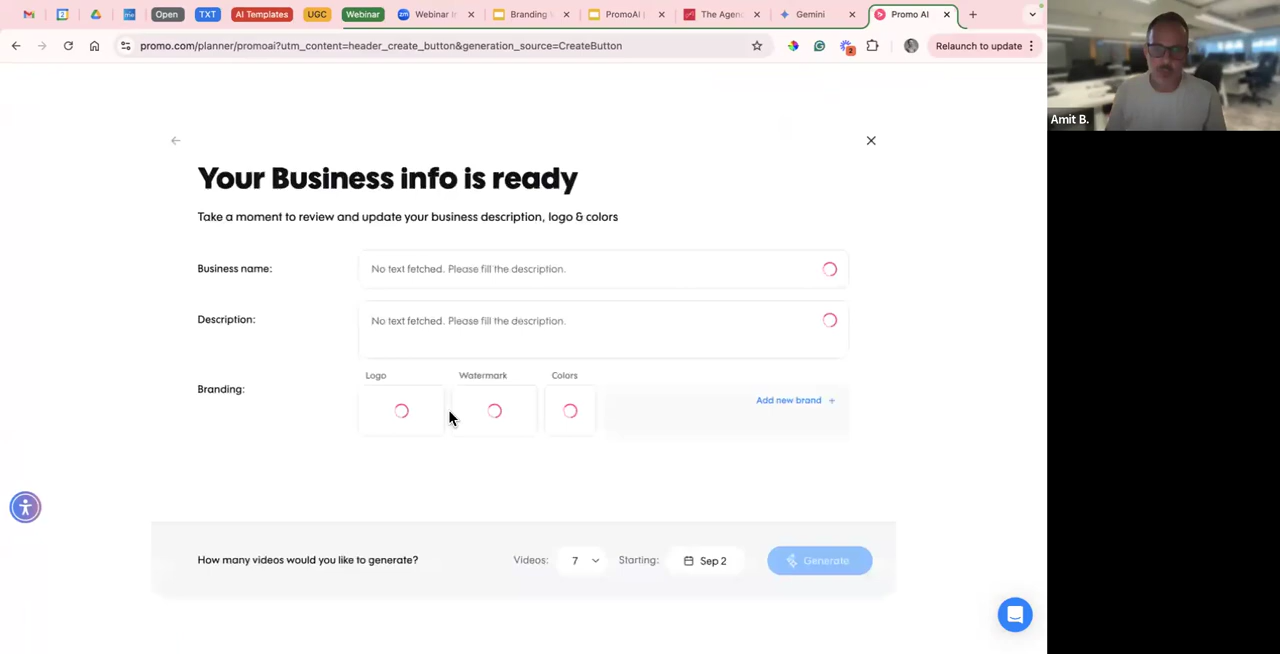 Open
TXT
AI Templates
UGC
Webinar
Webinar
Branding
PromoAI
The Agen
Gemini
Promo AI
promo.com/planner/promoai?utm_content=header_create_button&generation_source=CreateButton
2
Relaunch to update
Amit B.
Your Business info is ready
Take a moment to review and update your business description, logo & colors
Business name:
No text fetched. Please fill the description.
Description:
No text fetched. Please fill the description.
Logo
Watermark
Colors
Branding:
Add new brand +
How many videos would you like to generate?
Videos:
7
Starting:
Sep 2
Generate